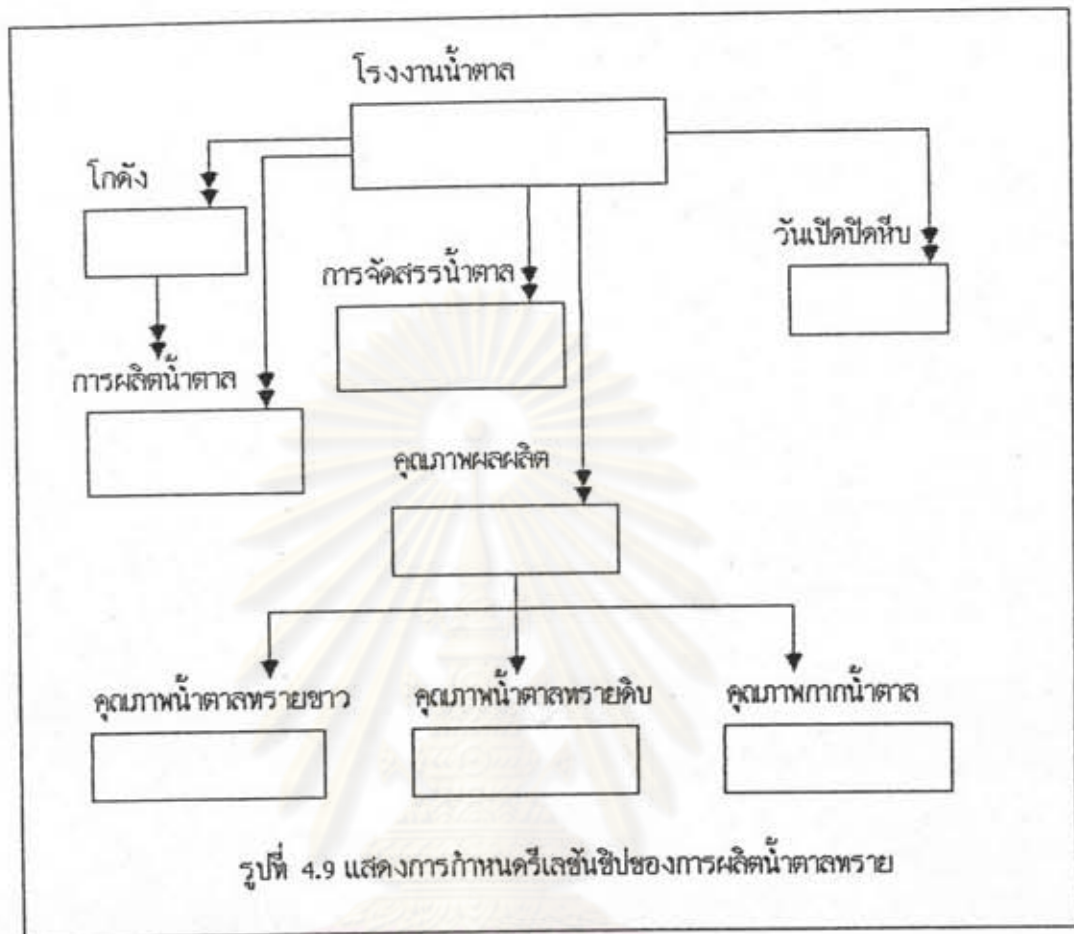 โรงงานน้ำตาล
โกดัง
วันเปิดปิดหีบ
การจัดสรรน้ำตาล
การผลิตน้ำตาล
คุณภาพผลผลิต
คุณภาพน้ำตาลทรายขาว
คุณภาพน้ำตาลทรายดิบ
คุณภาพกากน้ำตาล
รูปที่ 4.9 แสดงการกำหนดรีเลชันชิปของการผลิตน้ำตาลทราย